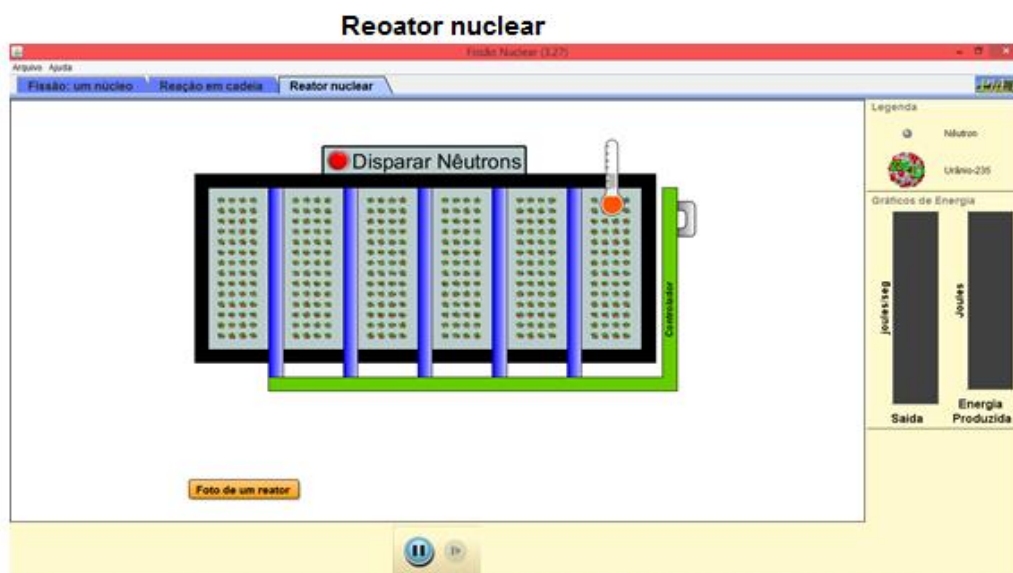 Reoator nuclear
Fissão Nuclear (3.27)
Arquivo Ajuda
Fissão: um núcleo Reação em cadeia Reator nuclear
Legenda
Nêutron
Urânio-235
Disparar Nêutrons
Controlador
Gráficos de Energia
joules/seg
Joules
Saída
Energia
Produzida
Foto de um reator